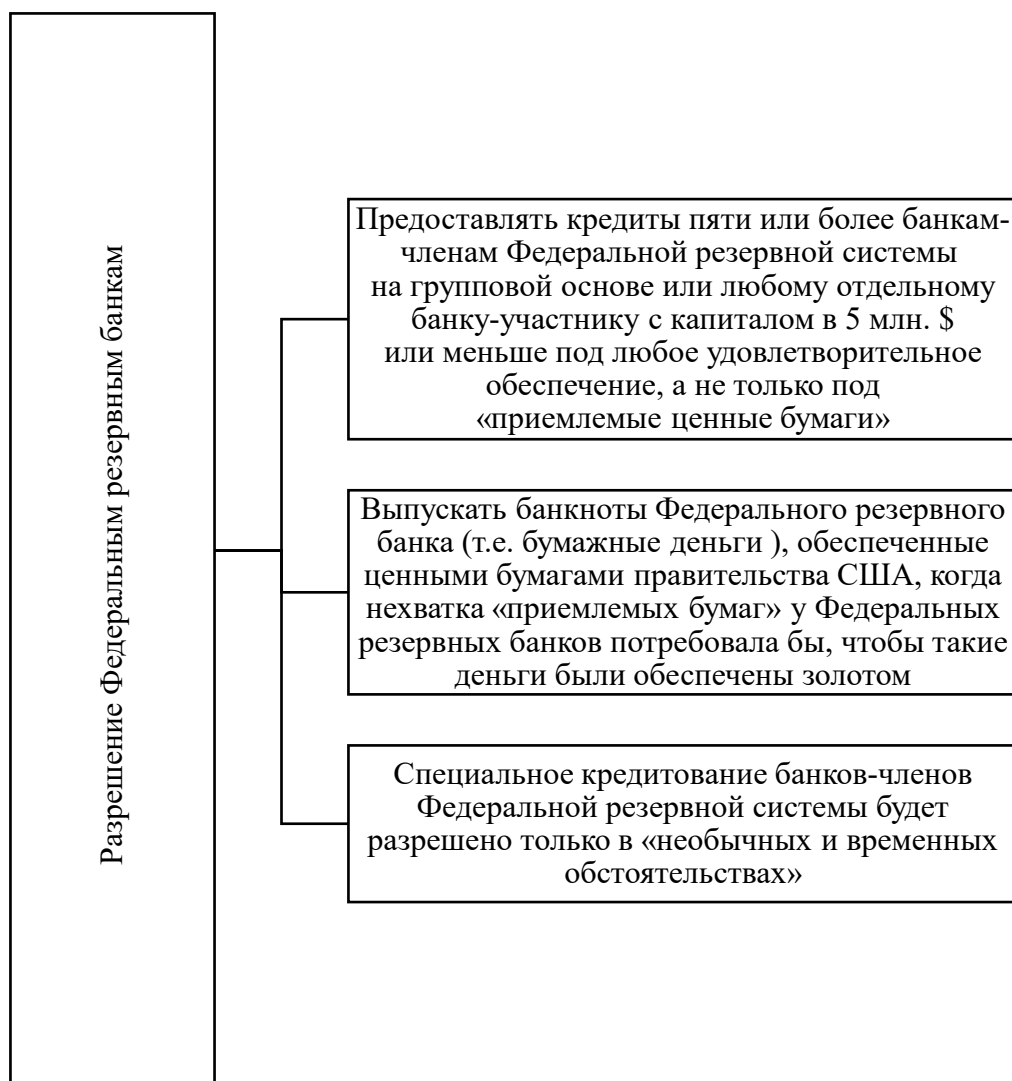 Разрешение Федеральным резервным банкам
Предоставлять кредиты пяти или более банкам-
членам Федеральной резервной системы
на групповой основе или любому отдельному
банку-участнику с капиталом в 5 млн. $
или меньше под любое удовлетворительное
обеспечение, а не только под
«приемлемые ценные бумаги»
Выпускать банкноты Федерального резервного
банка (т.е. бумажные деньги ), обеспеченные
ценными бумагами правительства США, когда
нехватка «приемлемых бумаг» у Федеральных
резервных банков потребовала бы, чтобы такие
деньги были обеспечены золотом
Специальное кредитование банков-членов
Федеральной резервной системы будет
разрешено только в «необычных и временных
обстоятельствах»